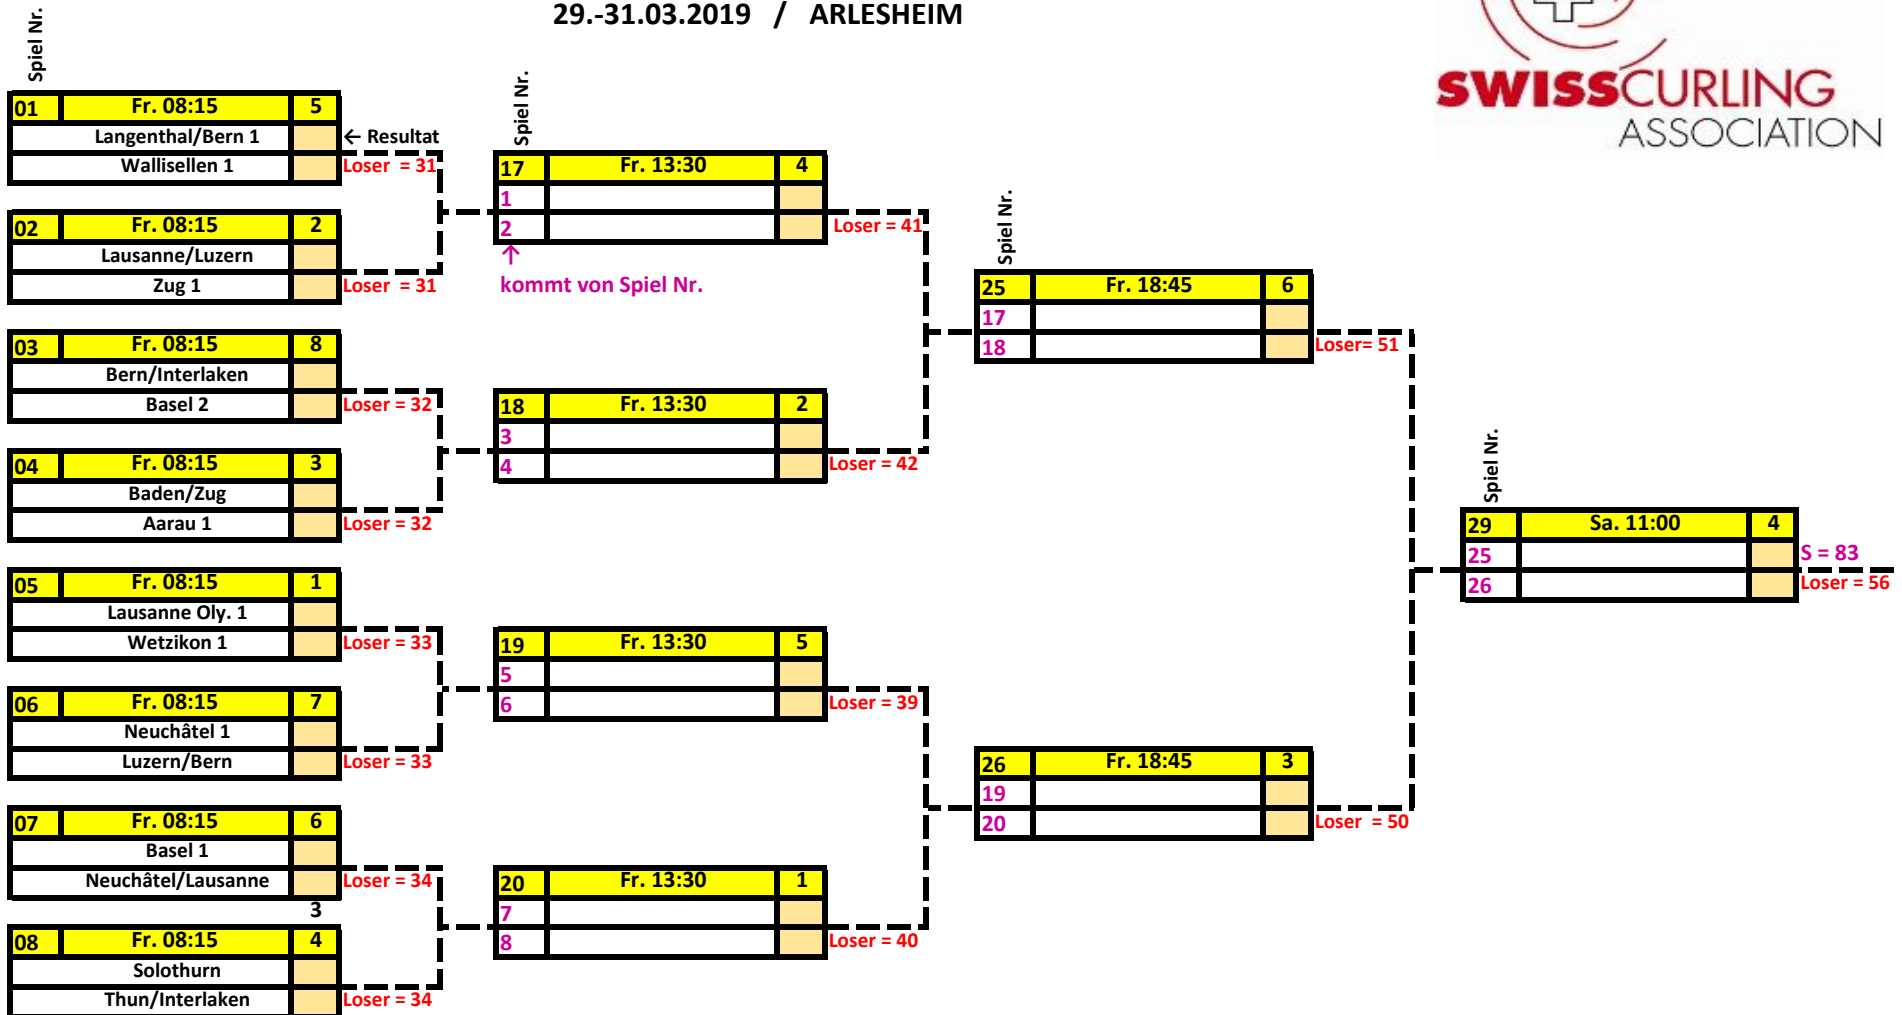 29.-31.03.2019 / ARLESHEIM
SWISSCURLING
ASSOCIATION
Spiel Nr.
01 Fr. 08:15 5
Langenthal/Bern 1
← Resultat
Wallisellen 1
Loser = 31
02 Fr. 08:15 2
Lausanne/Luzern
Zug 1
Loser = 31
03 Fr. 08:15 8
Bern/Interlaken
Basel 2
Loser = 32
04 Fr. 08:15 3
Baden/Zug
Aarau 1
Loser = 32
05 Fr. 08:15 1
Lausanne Oly. 1
Wetzikon 1
Loser = 33
06 Fr. 08:15 7
Neuchâtel 1
Luzern/Bern
Loser = 33
07 Fr. 08:15 6
Basel 1
Neuchâtel/Lausanne
Loser = 34
3
08 Fr. 08:15 4
Solothurn
Thun/Interlaken
Loser = 34
Spiel Nr.
17 Fr. 13:30 4
1
2
Loser = 41
↑
kommt von Spiel Nr.
18 Fr. 13:30 2
3
4
Loser = 42
19 Fr. 13:30 5
5
6
Loser = 39
20 Fr. 13:30 1
7
8
Loser = 40
Spiel Nr.
25 Fr. 18:45 6
17
18
Loser= 51
26 Fr. 18:45 3
19
20
Loser = 50
Spiel Nr.
29 Sa. 11:00 4
25
S = 83
26
Loser = 56